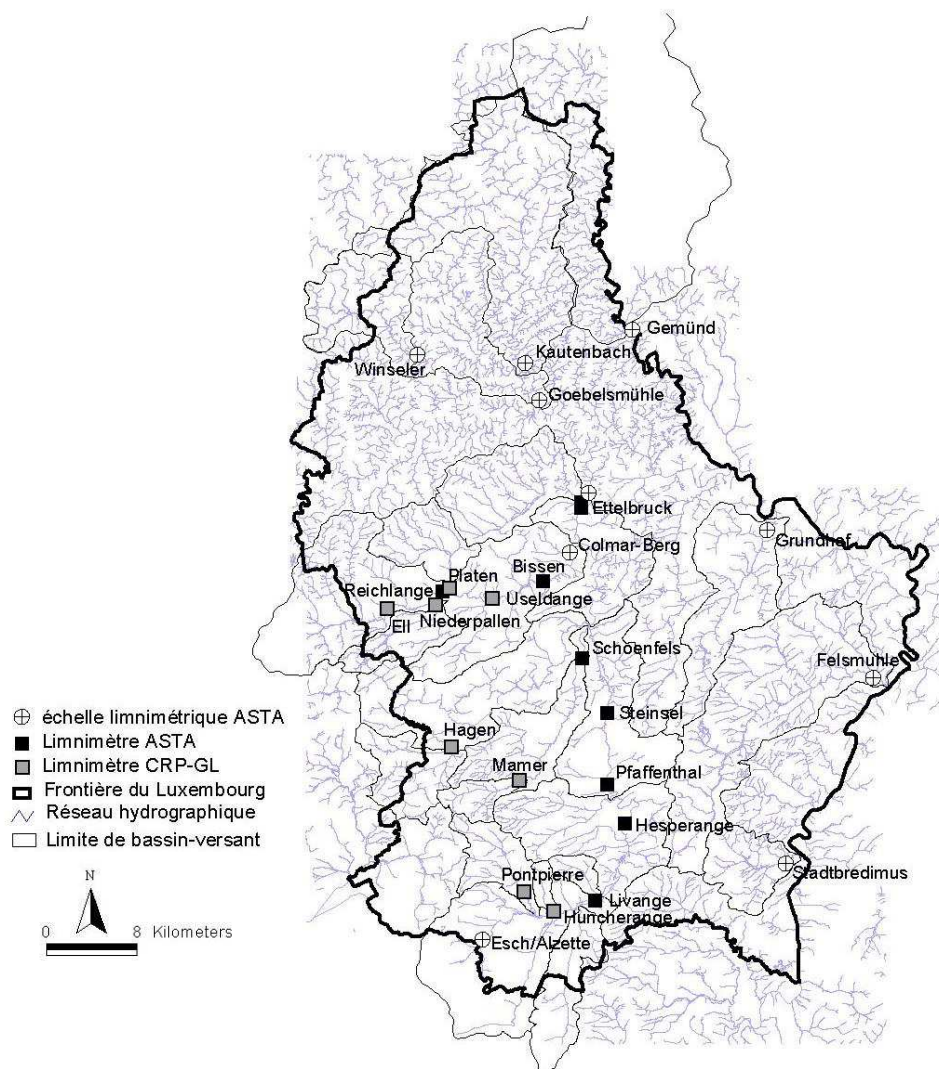 Gemünd
Kautenbach
Winseler
Goebelsmühle
Ettelbruck
Grundhof
Colmar-Berg
Bissen
Platen
Reichlange
Useldange
Niederpallen
Ell
Schoenfels
Felsmuhle
Steinsel
Hagen
Mamer
Pfaffenthal
Hesperange
Stadtbredimus
Pontpierre
Livange
Huncherange
Esch/Alzette
échelle limnimétrique ASTA
Limnimètre ASTA
Limnimètre CRP-GL
Frontière du Luxembourg
Réseau hydrographique
Limite de bassin-versant
N
0 8 Kilometers